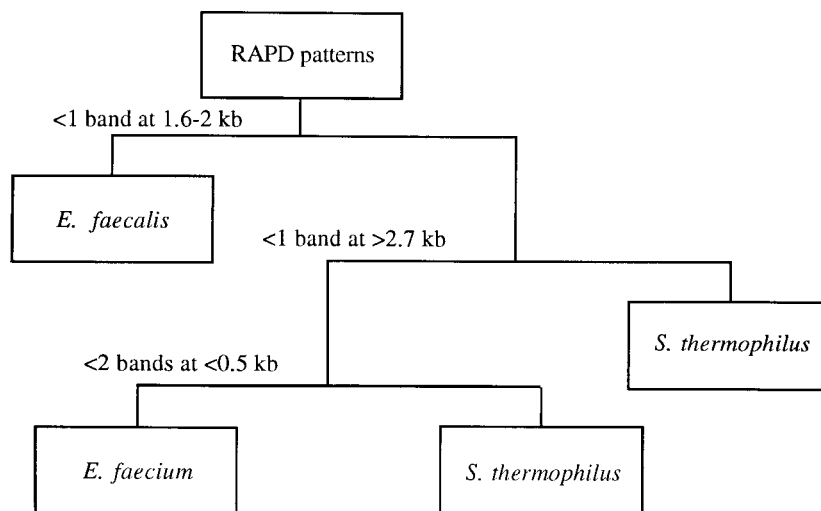 RAPD patterns
<1 band at 1.6-2 kb
E. faecalis
<1 band at >2.7 kb
S. thermophilus
<2 bands at <0.5 kb
E. faecium
S. thermophilus